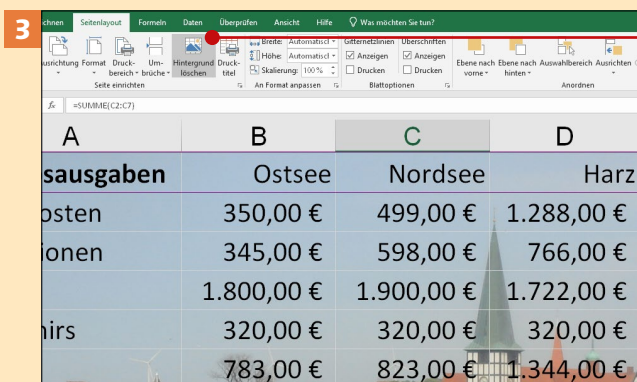 3
Seitenlayout Formeln Daten Überprüfen Ansicht Hilfe Was möchten Sie tun?
Format Druck- Um- Hintergrund Druck- Breite: Automatisch Gitternetzlinien Überschriften
bereich brüche löschen titel Höhe: Automatisch Anzeigen Anzeigen Ebene nach Ebene nach Auswahlbereich Ausrichten
Skalierung: 100 % Drucken Drucken vorne hinten
Seite einrichten An Format anpassen Blattoptionen Anordnen
fx =SUMME(C2:C7)
A B C D
sausgaben Ostsee Nordsee Harz
osten 350,00 € 499,00 € 1.288,00 €
ionen 345,00 € 598,00 € 766,00 €
1.800,00 € 1.900,00 € 1.722,00 €
nirs 320,00 € 320,00 € 320,00 €
783,00 € 823,00 € 1.344,00 €